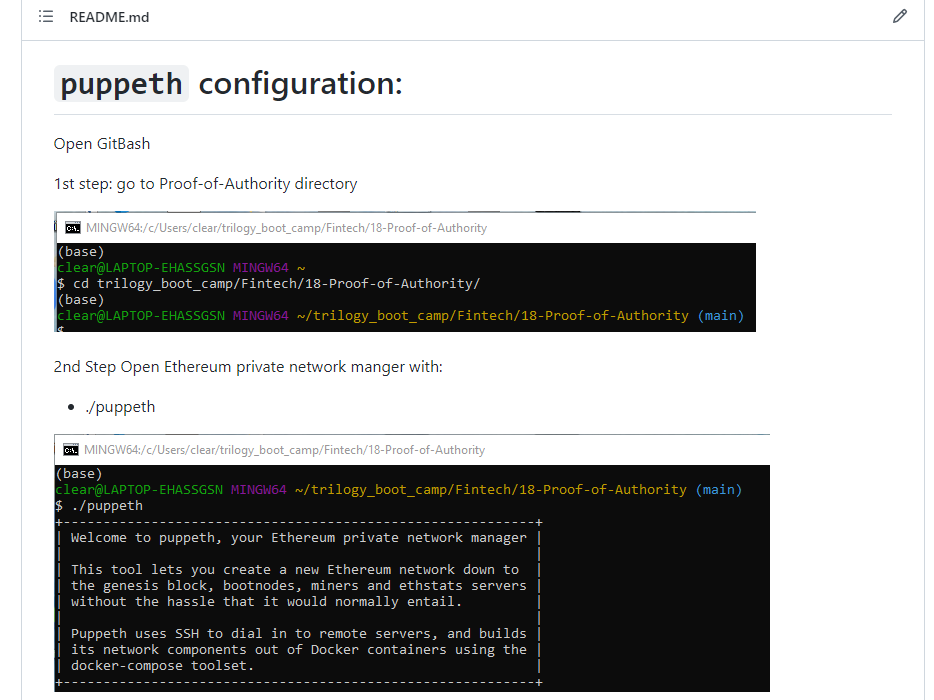 README.md
puppeth configuration:
Open GitBash
1st step: go to Proof-of-Authority directory
MINGW64:/c/Users/clear/trilogy_boot_camp/Fintech/18-Proof-of-Authority
(base)
clear@LAPTOP-EHASSGSN MINGW64 ~
$ cd trilogy_boot_camp/Fintech/18-Proof-of-Authority/
(base)
clear@LAPTOP-EHASSGSN MINGW64 ~/trilogy_boot_camp/Fintech/18-Proof-of-Authority (main)
$
2nd Step Open Ethereum private network manger with:
• ./puppeth
MINGW64:/c/Users/clear/trilogy_boot_camp/Fintech/18-Proof-of-Authority
(base)
clear@LAPTOP-EHASSGSN MINGW64 ~/trilogy_boot_camp/Fintech/18-Proof-of-Authority (main)
$ ./puppeth
+-----------------------------------------------------------+
| Welcome to puppeth, your Ethereum private network manager |
| |
| This tool lets you create a new Ethereum network down to |
| the genesis block, bootnodes, miners and ethstats servers |
| without the hassle that it would normally entail. |
| |
| Puppeth uses SSH to dial in to remote servers, and builds |
| its network components out of Docker containers using the |
| docker-compose toolset. |
+-----------------------------------------------------------+